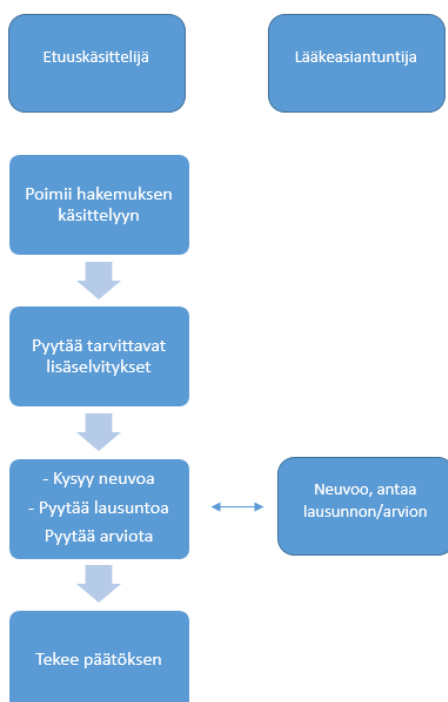 Etuuskäsittelijä
Lääkeasiantuntija
Poimii hakemuksen
käsittelyyn
Pyytää tarvittavat
lisäselvitykset
- Kysyy neuvoa
- Pyytää lausuntoa
Pyytää arviota
Neuvoo, antaa
lausunnon/arvion
Tekee päätöksen